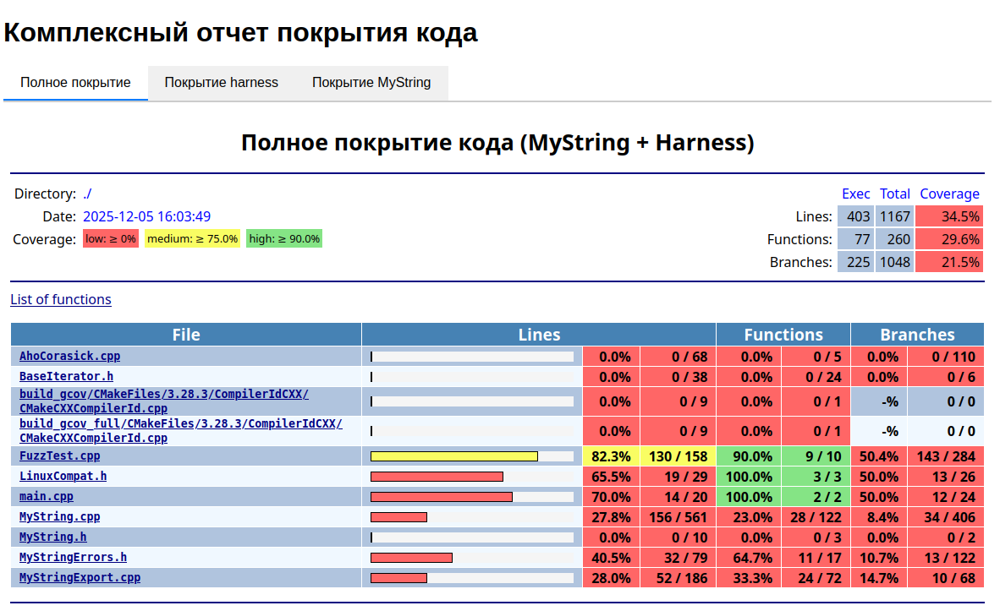 Комплексный отчет покрытия кода
Полное покрытие Покрытие harness Покрытие MyString
Полное покрытие кода (MyString + Harness)
Directory: ./
Date: 2025-12-05 16:03:49
Coverage: low: ≥ 0% medium: ≥ 75.0% high: ≥ 90.0%
Exec Total Coverage
Lines: 403 1167 34.5%
Functions: 77 260 29.6%
Branches: 225 1048 21.5%
List of functions
File Lines Functions Branches
AhoCorasick.cpp 0.0% 0 / 68 0.0% 0 / 5 0.0% 0 / 110
BaseIterator.h 0.0% 0 / 38 0.0% 0 / 24 0.0% 0 / 6
build_gcov/CMakeFiles/3.28.3/CompilerIdCXX/
CMakeCXXCompilerId.cpp 0.0% 0 / 9 0.0% 0 / 1 -% 0 / 0
build_gcov_full/CMakeFiles/3.28.3/CompilerIdCXX/
CMakeCXXCompilerId.cpp 0.0% 0 / 9 0.0% 0 / 1 -% 0 / 0
FuzzTest.cpp 82.3% 130 / 158 90.0% 9 / 10 50.4% 143 / 284
LinuxCompat.h 65.5% 19 / 29 100.0% 3 / 3 50.0% 13 / 26
main.cpp 70.0% 14 / 20 100.0% 2 / 2 50.0% 12 / 24
MyString.cpp 27.8% 156 / 561 23.0% 28 / 122 8.4% 34 / 406
MyString.h 0.0% 0 / 10 0.0% 0 / 3 0.0% 0 / 2
MyStringErrors.h 40.5% 32 / 79 64.7% 11 / 17 10.7% 13 / 122
MyStringExport.cpp 28.0% 52 / 186 33.3% 24 / 72 14.7% 10 / 68